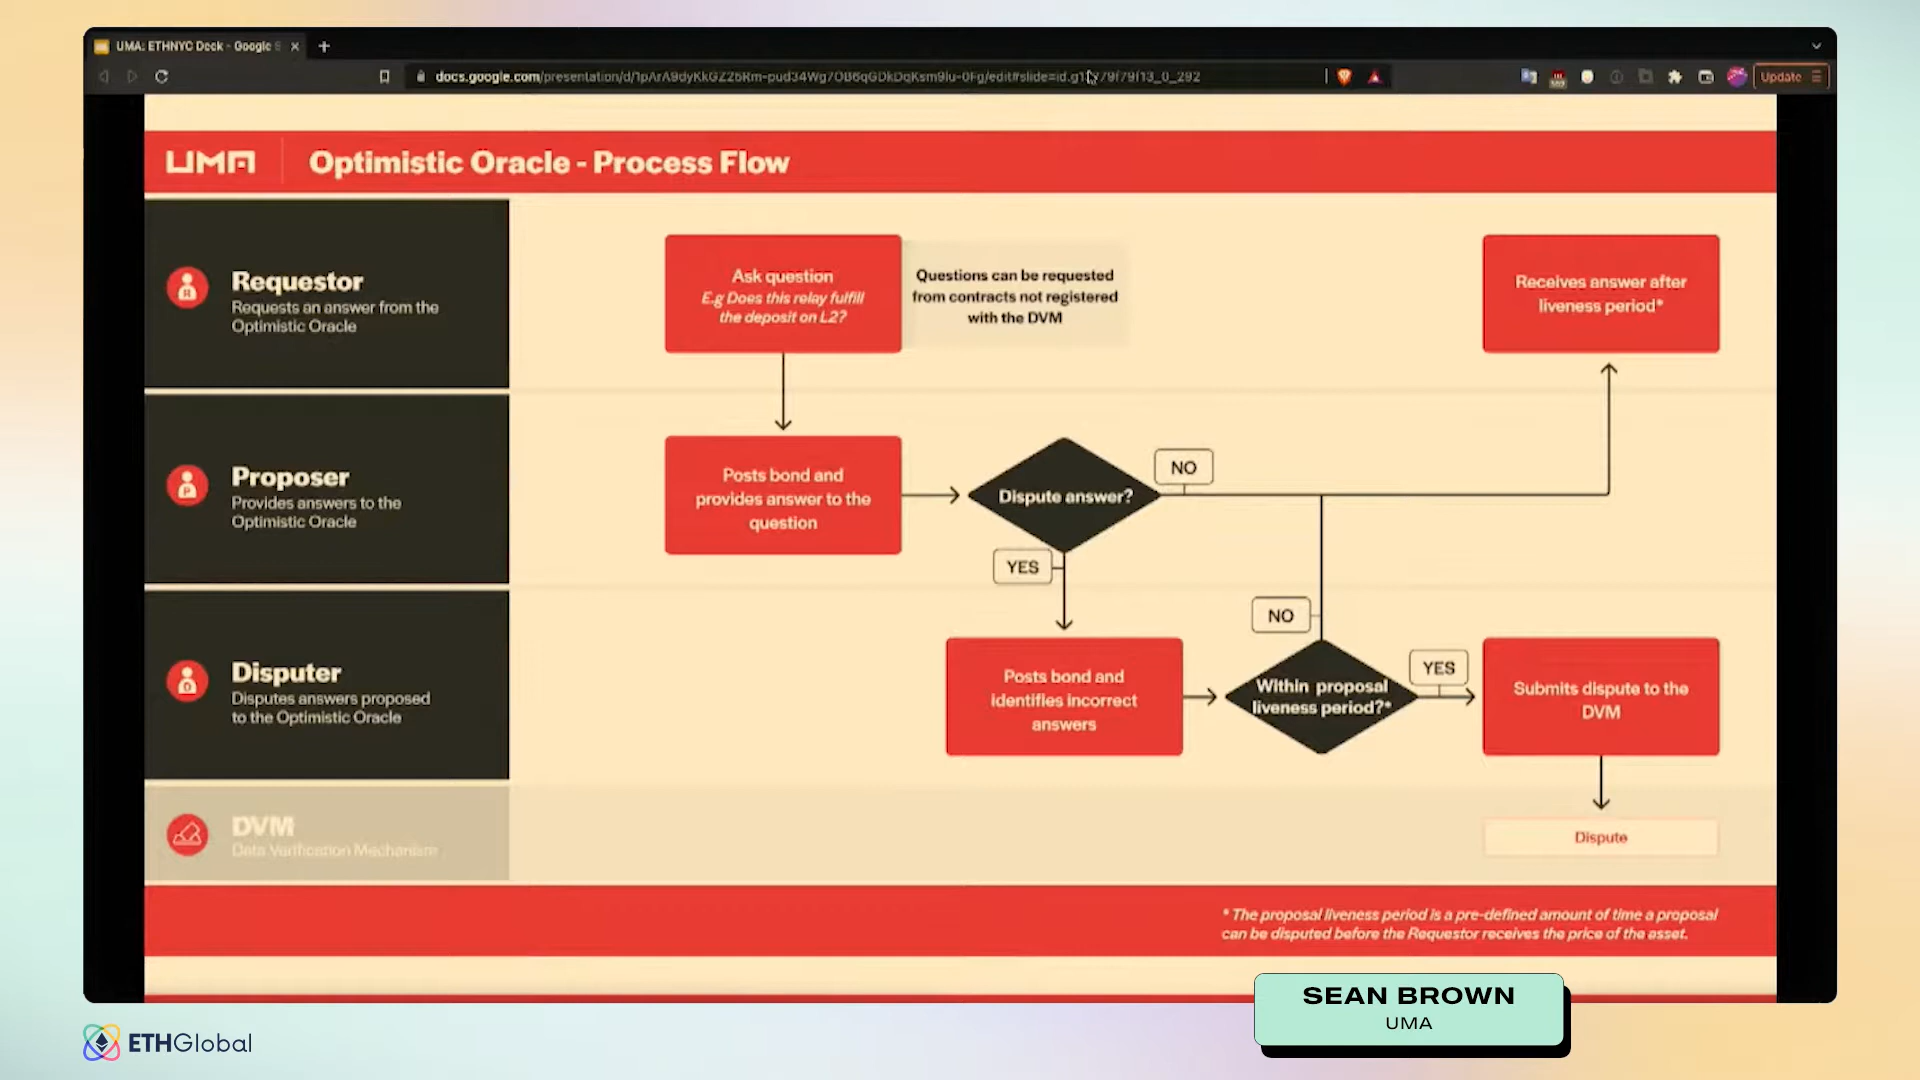 UMA: ETHNYC Deck - Google S
Update
UMA
Optimistic Oracle - Process Flow
Requestor
Requests an answer from the
Optimistic Oracle
Ask question
E.g Does this relay fulfill
the deposit on L2?
Questions can be requested
from contracts not registered
with the DVM
Receives answer after
liveness period*
Proposer
Provides answers to the
Optimistic Oracle
Posts bond and
provides answer to the
question
Dispute answer?
NO
YES
Disputer
Disputes answers proposed
to the Optimistic Oracle
Posts bond and
identifies incorrect
answers
NO
Within proposal
liveness period?*
YES
Submits dispute to the
DVM
DVM
Data Verification Mechanism
Dispute
* The proposal liveness period is a pre-defined amount of time a proposal
can be disputed before the Requestor receives the price of the asset.
SEAN BROWN
UMA
ETHGlobal